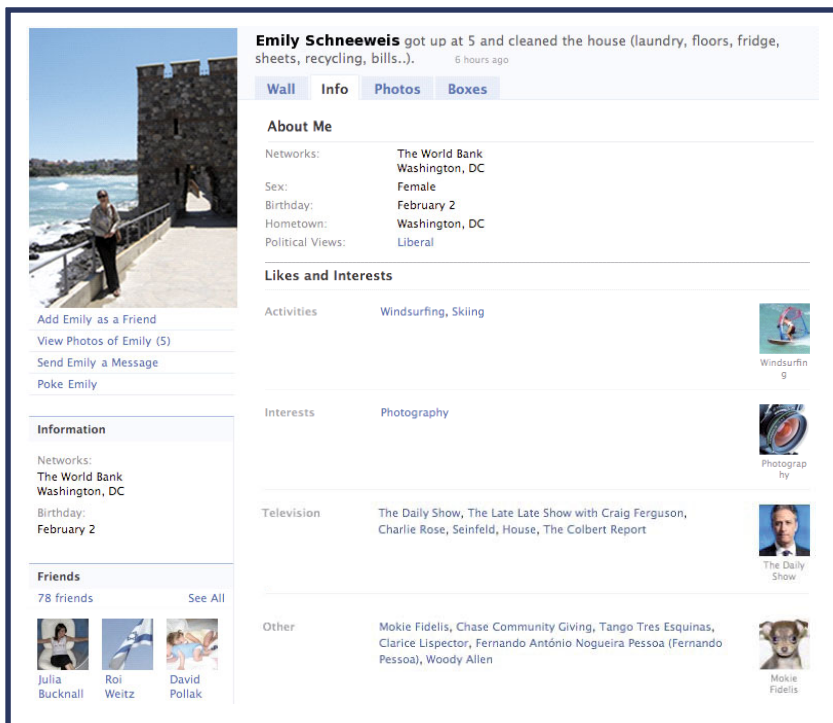 Emily Schneeweis got up at 5 and cleaned the house (laundry, floors, fridge,
sheets, recycling, bills..). 6 hours ago
Wall Info Photos Boxes
About Me
Networks: The World Bank
Washington, DC
Sex: Female
Birthday: February 2
Hometown: Washington, DC
Political Views: Liberal
Likes and Interests
Activities Windsurfing, Skiing
Windsurfin
g
Interests Photography
Photograp
hy
Television The Daily Show, The Late Late Show with Craig Ferguson,
Charlie Rose, Seinfeld, House, The Colbert Report
The Daily
Show
Other Mokie Fidelis, Chase Community Giving, Tango Tres Esquinas,
Clarice Lispector, Fernando António Nogueira Pessoa (Fernando
Pessoa), Woody Allen
Mokie
Fidelis
Add Emily as a Friend
View Photos of Emily (5)
Send Emily a Message
Poke Emily
Information
Networks:
The World Bank
Washington, DC
Birthday:
February 2
Friends
78 friends See All
Julia Roi David
Bucknall Weitz Pollak